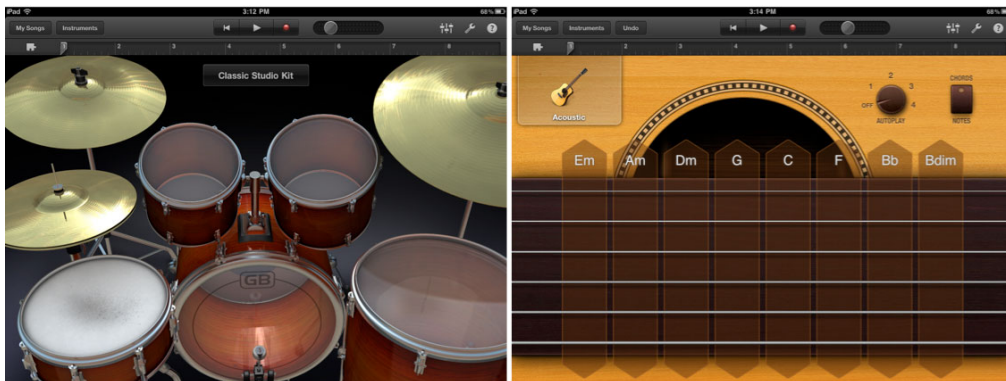 iPad 3:12 PM 68%
My Songs Instruments
1 2 3 4 5 6 7 8
Classic Studio Kit
GB
iPad 3:14 PM 68%
My Songs Instruments Undo
1 2 3 4 5 6 7 8
Acoustic
OFF 1 2 3 4
AUTOPLAY
CHORDS
NOTES
Em Am Dm G C F Bb Bdim